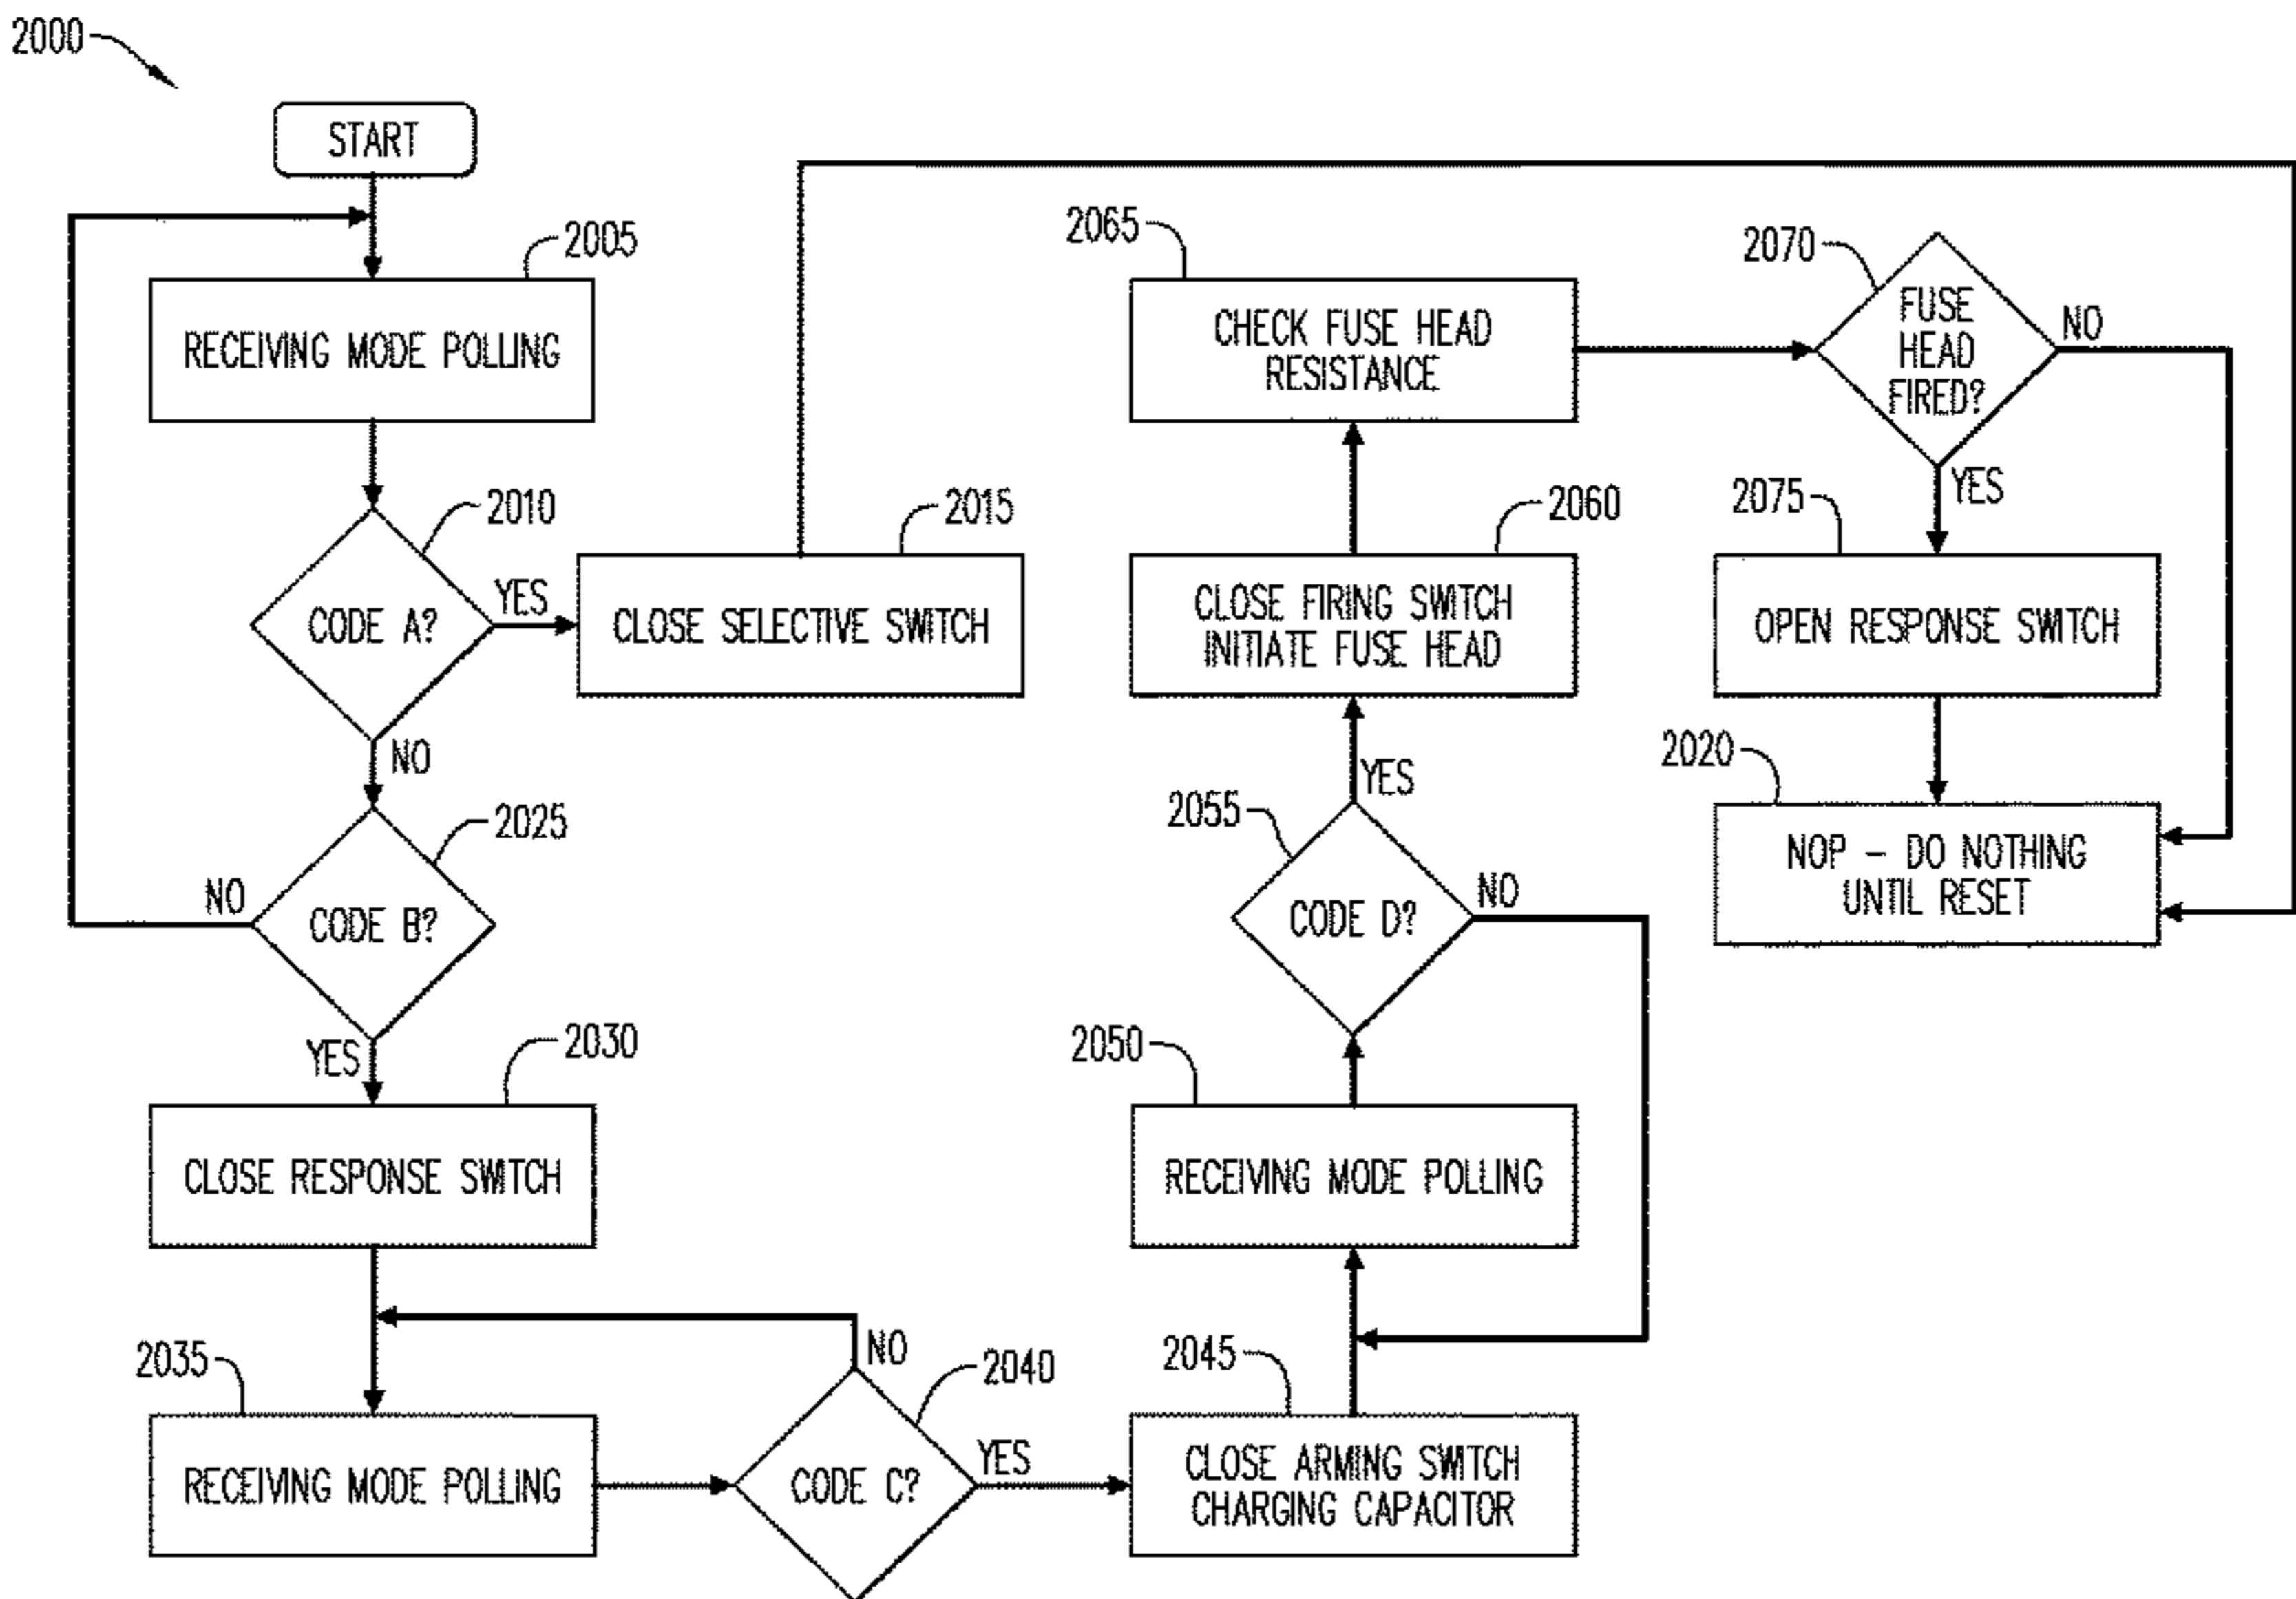 2000
START
2005
RECEIVING MODE POLLING
2010
CODE A?
YES
NO
2015
CLOSE SELECTIVE SWITCH
2025
CODE B?
NO
YES
2030
CLOSE RESPONSE SWITCH
2035
RECEIVING MODE POLLING
2040
CODE C?
NO
YES
2045
CLOSE ARMING SWITCH
CHARGING CAPACITOR
2050
RECEIVING MODE POLLING
2055
CODE D?
NO
YES
2060
CLOSE FIRING SWITCH
INITIATE FUSE HEAD
2065
CHECK FUSE HEAD
RESISTANCE
2070
FUSE
HEAD
FIRED?
NO
YES
2075
OPEN RESPONSE SWITCH
2020
NOP - DO NOTHING
UNTIL RESET